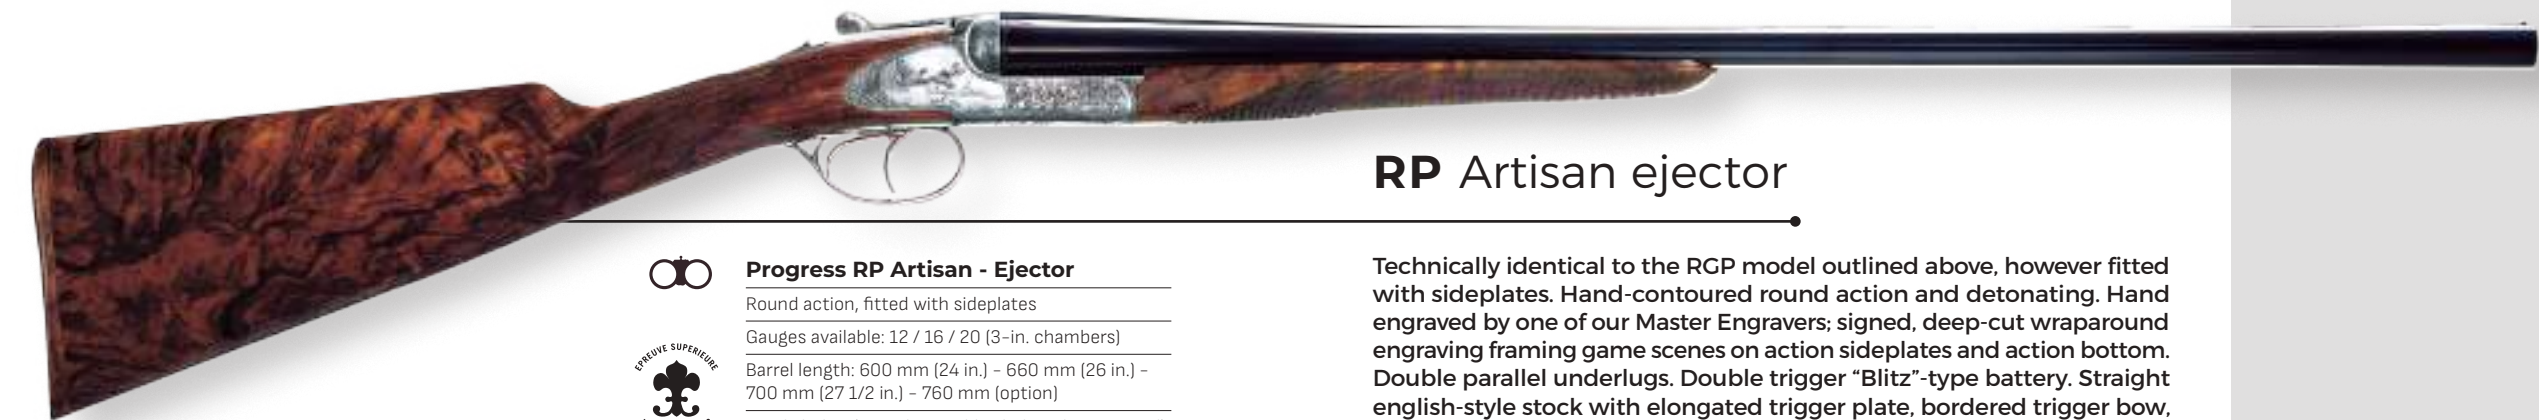 RP Artisan ejector
Progress RP Artisan - Ejector
Round action, fitted with sideplates
Gauges available: 12 / 16 / 20 (3-in. chambers)
EPREUVE SUPERIEURE
Barrel length: 600 mm (24 in.) - 660 mm (26 in.) -
700 mm (27 1/2 in.) - 760 mm (option)
Technically identical to the RGP model outlined above, however fitted
with sideplates. Hand-contoured round action and detonating. Hand
engraved by one of our Master Engravers; signed, deep-cut wraparound
engraving framing game scenes on action sideplates and action bottom.
Double parallel underlugs. Double trigger “Blitz”-type battery. Straight
english-style stock with elongated trigger plate, bordered trigger bow,